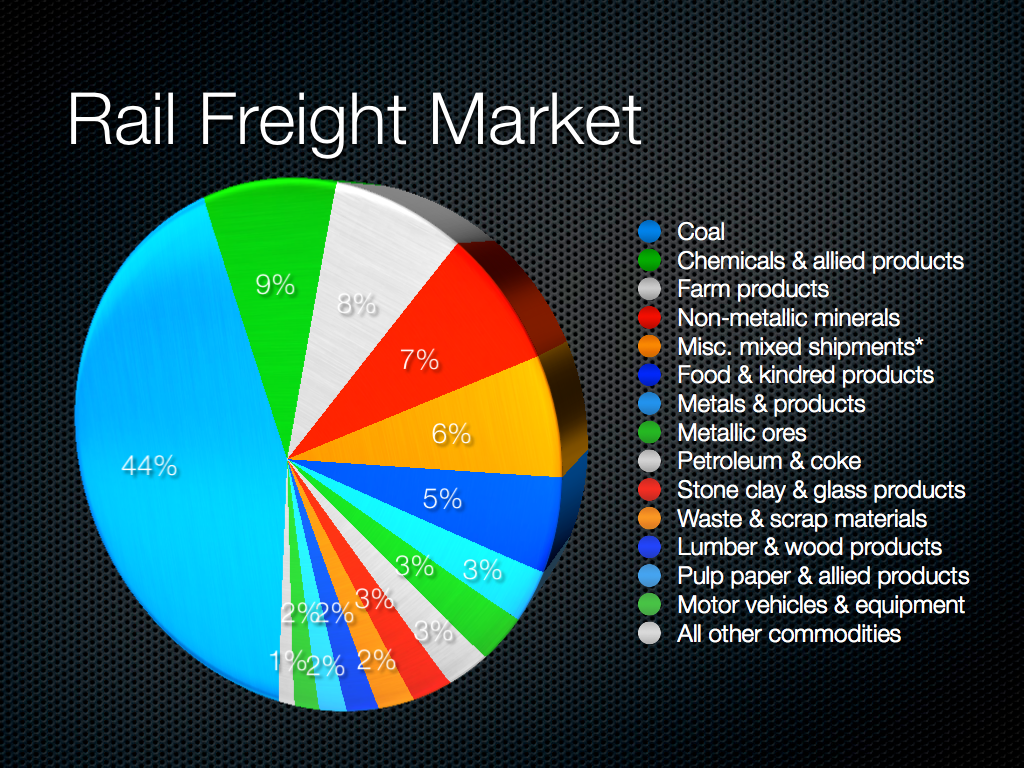 Rail Freight Market
9%
8%
7%
6%
44%
5%
3%
3%
3%
3%
2%
2%
2%
2%
1%
Coal
Chemicals & allied products
Farm products
Non-metallic minerals
Misc. mixed shipments*
Food & kindred products
Metals & products
Metallic ores
Petroleum & coke
Stone clay & glass products
Waste & scrap materials
Lumber & wood products
Pulp paper & allied products
Motor vehicles & equipment
All other commodities